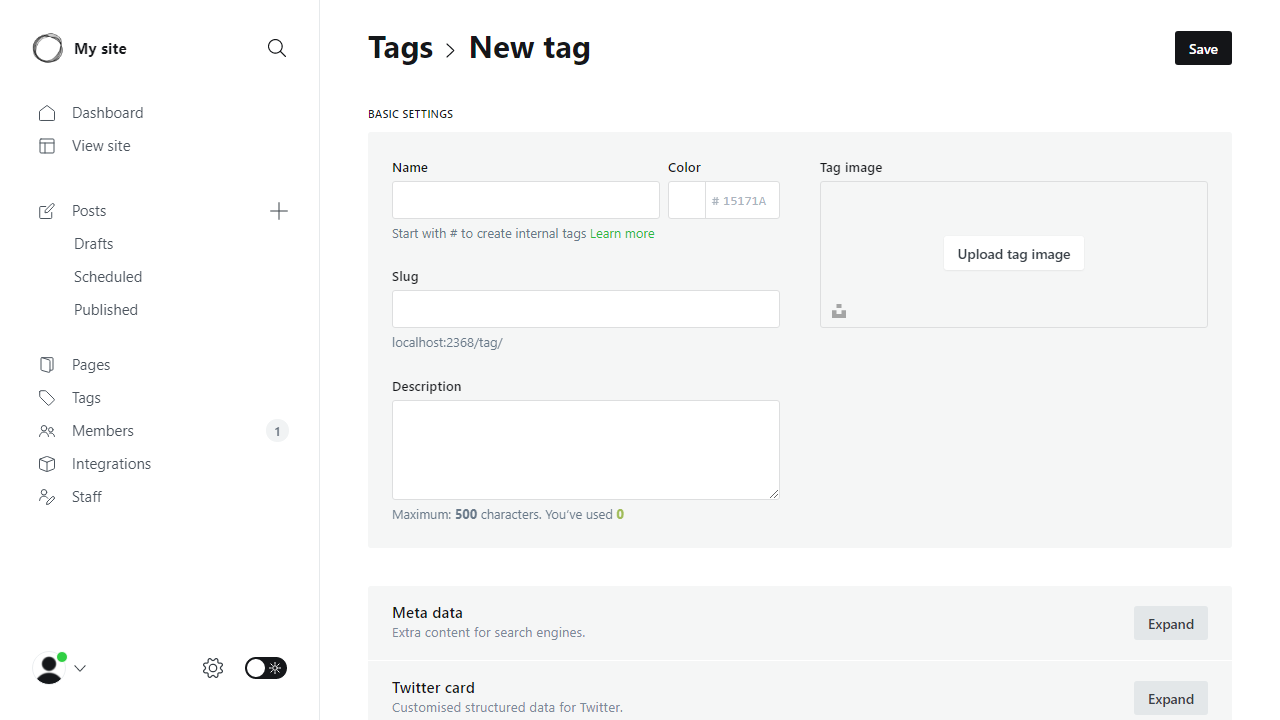 My site
Dashboard
View site
Posts
Drafts
Scheduled
Published
Pages
Tags
Members 1
Integrations
Staff
Tags > New tag
Save
BASIC SETTINGS
Name
Color
# 15171A
Start with # to create internal tags Learn more
Slug
localhost:2368/tag/
Description
Maximum: 500 characters. You’ve used 0
Tag image
Upload tag image
Meta data
Extra content for search engines.
Expand
Twitter card
Customised structured data for Twitter.
Expand